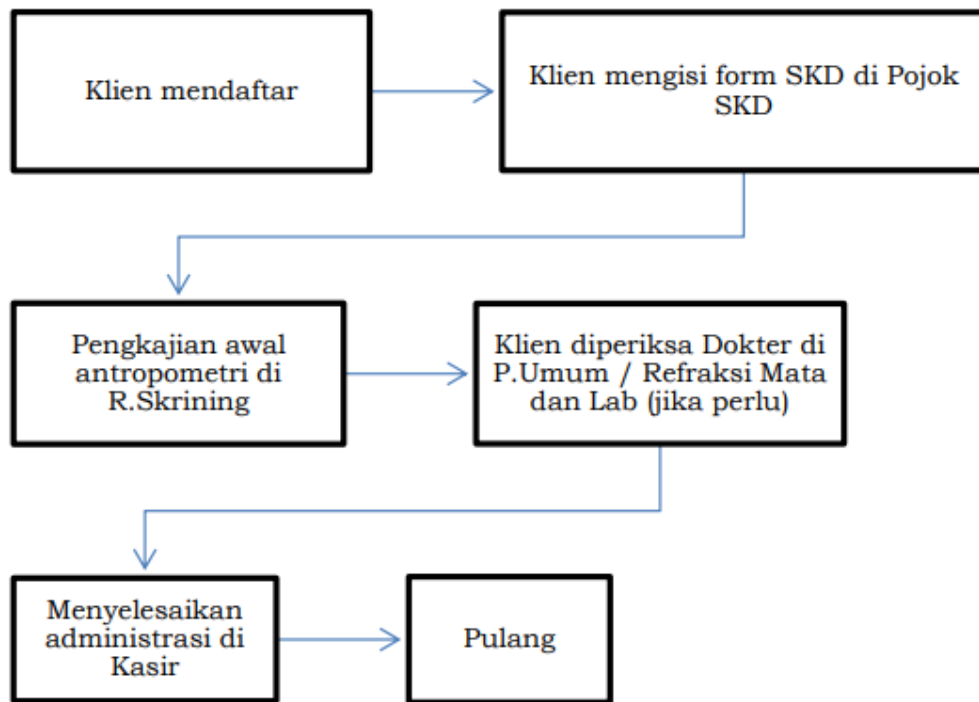 Klien mendaftar
Klien mengisi form SKD di Pojok
SKD
Pengkajian awal
antropometri di
R.Skrining
Klien diperiksa Dokter di
P.Umum / Refraksi Mata
dan Lab (jika perlu)
Menyelesaikan
administrasi di
Kasir
Pulang